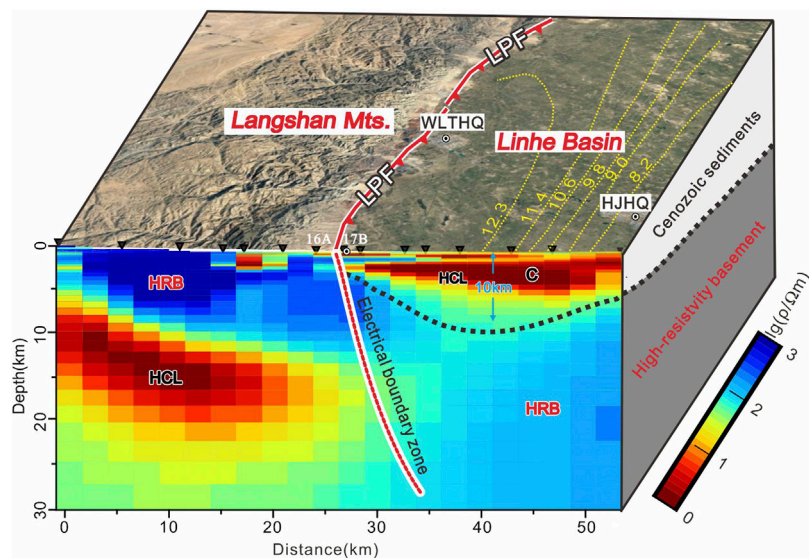 LPF
Langshan Mts.
WLTHQ
Linhe Basin
LPF
12.3
11.4
10.6
9.8
9.0
8.2
HJHQ
Cenozoic sediments
High-resistvity basement
16A
17B
0
10
20
30
Depth(km)
HRB
HCL
HCL
C
10km
Electrical boundary zone
HRB
0
10
20
30
40
50
Distance(km)
lg(ρ/Ωm)
3
2
1
0